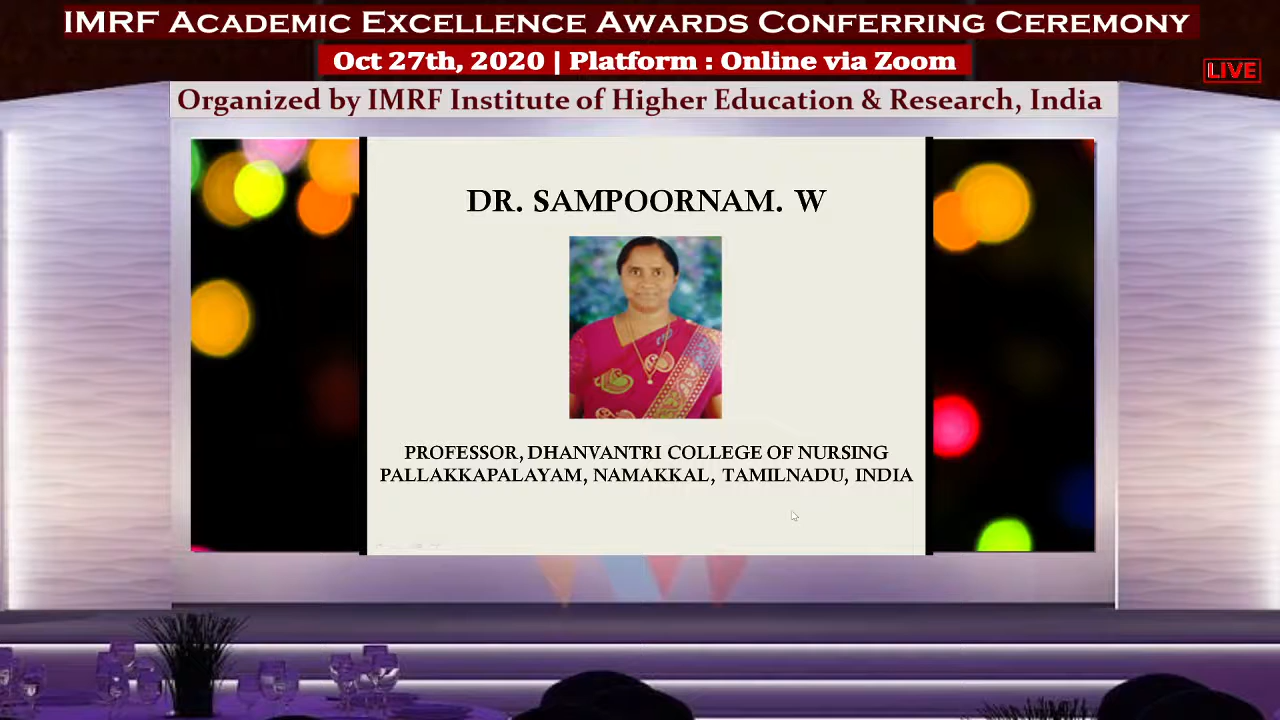 IMRF ACADEMIC EXCELLENCE AWARDS CONFERRING CEREMONY
Oct 27th, 2020 | Platform : Online via Zoom
LIVE
Organized by IMRF Institute of Higher Education & Research, India
DR. SAMPOORNAM. W
PROFESSOR, DHANVANTRI COLLEGE OF NURSING
PALLAKKAPALAYAM, NAMAKKAL, TAMILNADU, INDIA